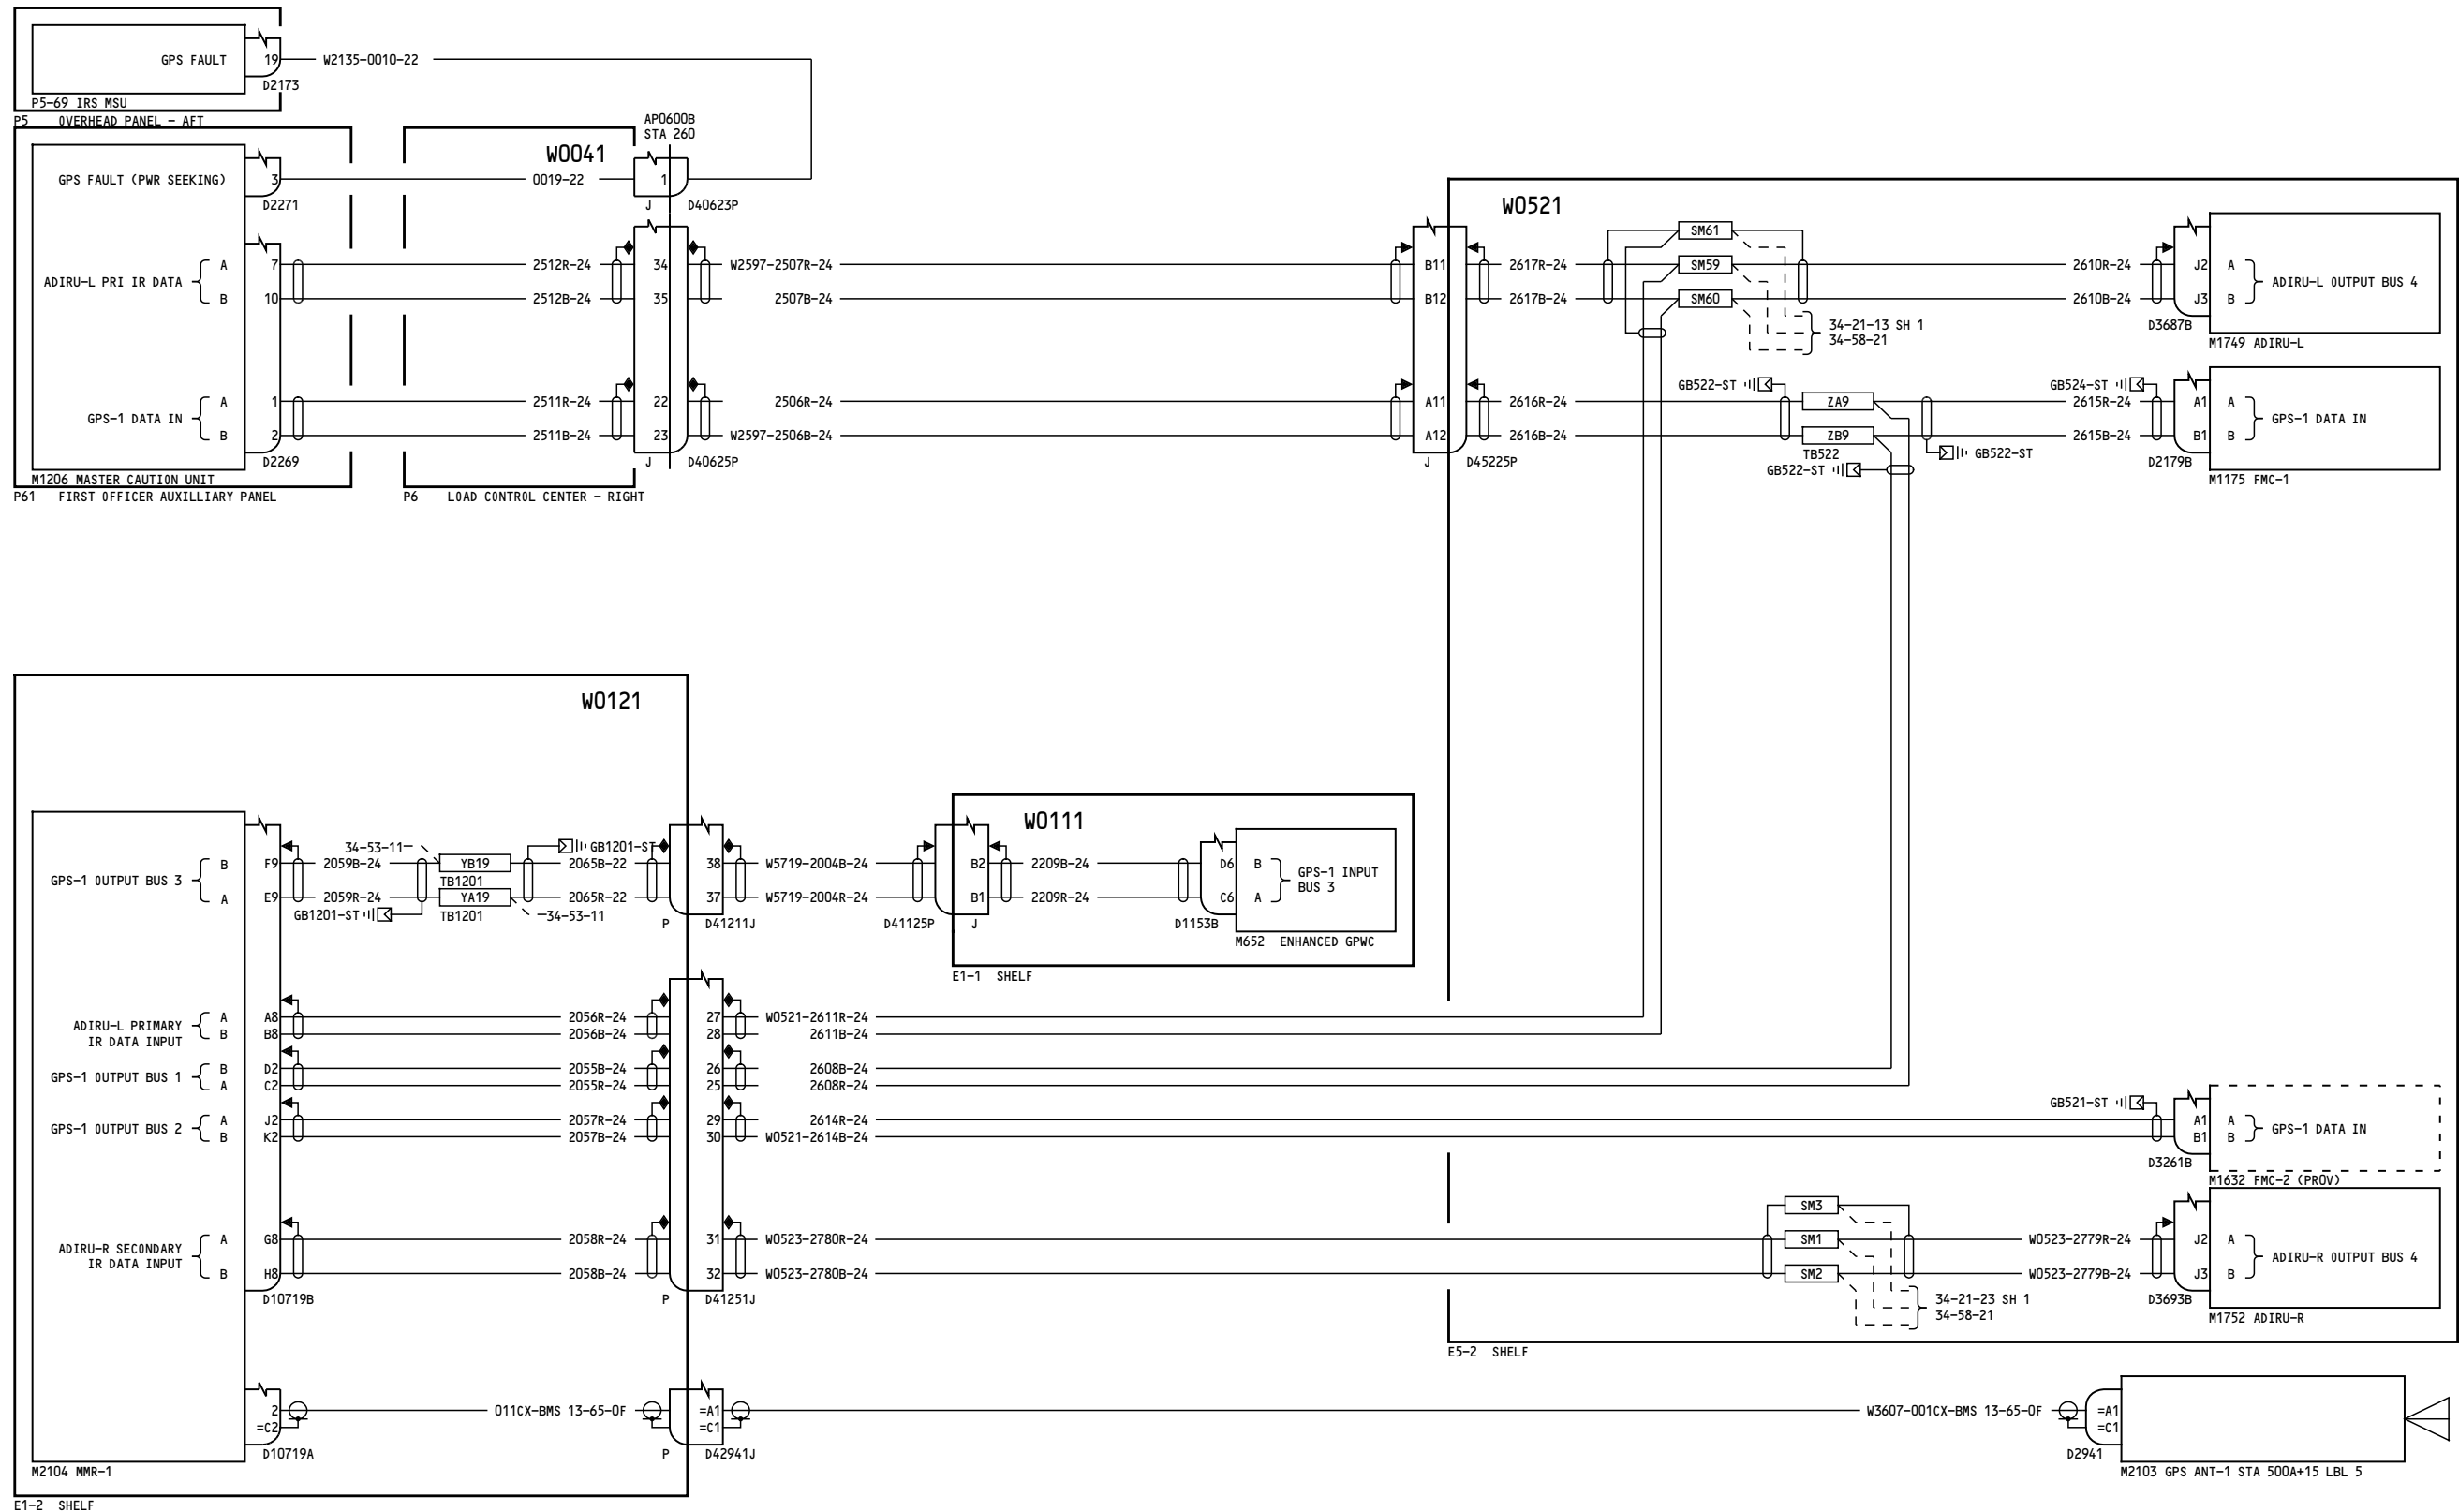 GPS FAULT 19 W2135-0010-22
D2173
P5-69 IRS MSU
P5 OVERHEAD PANEL - AFT
AP0600B
STA 260
W0041
GPS FAULT (PWR SEEKING) 3 0019-22 1
D2271 J D40623P
W0521
SM61
A 7 2512R-24 34 W2597-2507R-24 B11 2617R-24 SM59 2610R-24 J2 A
ADIRU-L PRI IR DATA
ADIRU-L OUTPUT BUS 4
B 10 2512B-24 35 2507B-24 B12 2617B-24 SM60 2610B-24 J3 B
34-21-13 SH 1
34-58-21
D3687B
M1749 ADIRU-L
GB522-ST GB524-ST
A 1 2511R-24 22 2506R-24 A11 2616R-24 ZA9 2615R-24 A1 A
GPS-1 DATA IN
GPS-1 DATA IN
B 2 2511B-24 23 W2597-2506B-24 A12 2616B-24 ZB9 2615B-24 B1 B
TB522 GB522-ST
D2269 J D40625P J D45225P D2179B
GB522-ST
M1206 MASTER CAUTION UNIT
M1175 FMC-1
P61 FIRST OFFICER AUXILLIARY PANEL
P6 LOAD CONTROL CENTER - RIGHT
W0121
W0111
34-53-11 GB1201-ST
B F9 2059B-24 YB19 2065B-22 38 W5719-2004B-24 B2 2209B-24 D6 B
GPS-1 OUTPUT BUS 3
TB1201
GPS-1 INPUT
BUS 3
A E9 2059R-24 YA19 2065R-22 37 W5719-2004R-24 B1 2209R-24 C6 A
GB1201-ST TB1201 34-53-11
P D41211J D41125P J D1153B
M652 ENHANCED GPWC
E1-1 SHELF
A A8 2056R-24 27 W0521-2611R-24
ADIRU-L PRIMARY
IR DATA INPUT
B B8 2056B-24 28 2611B-24
B D2 2055B-24 26 2608B-24
GPS-1 OUTPUT BUS 1
A C2 2055R-24 25 2608R-24
GB521-ST
A J2 2057R-24 29 2614R-24 A1 A
GPS-1 OUTPUT BUS 2
GPS-1 DATA IN
B K2 2057B-24 30 W0521-2614B-24 B1 B
D3261B
M1632 FMC-2 (PROV)
SM3
A G8 2058R-24 31 W0523-2780R-24 SM1 W0523-2779R-24 J2 A
ADIRU-R SECONDARY
IR DATA INPUT
ADIRU-R OUTPUT BUS 4
B H8 2058B-24 32 W0523-2780B-24 SM2 W0523-2779B-24 J3 B
D10719B P D41251J
34-21-23 SH 1
34-58-21
D3693B
M1752 ADIRU-R
E5-2 SHELF
2 011CX-BMS 13-65-0F =A1 W3607-001CX-BMS 13-65-0F =A1
=C2 =C1 =C1
D10719A P D42941J D2941
M2104 MMR-1
M2103 GPS ANT-1 STA 500A+15 LBL 5
E1-2 SHELF